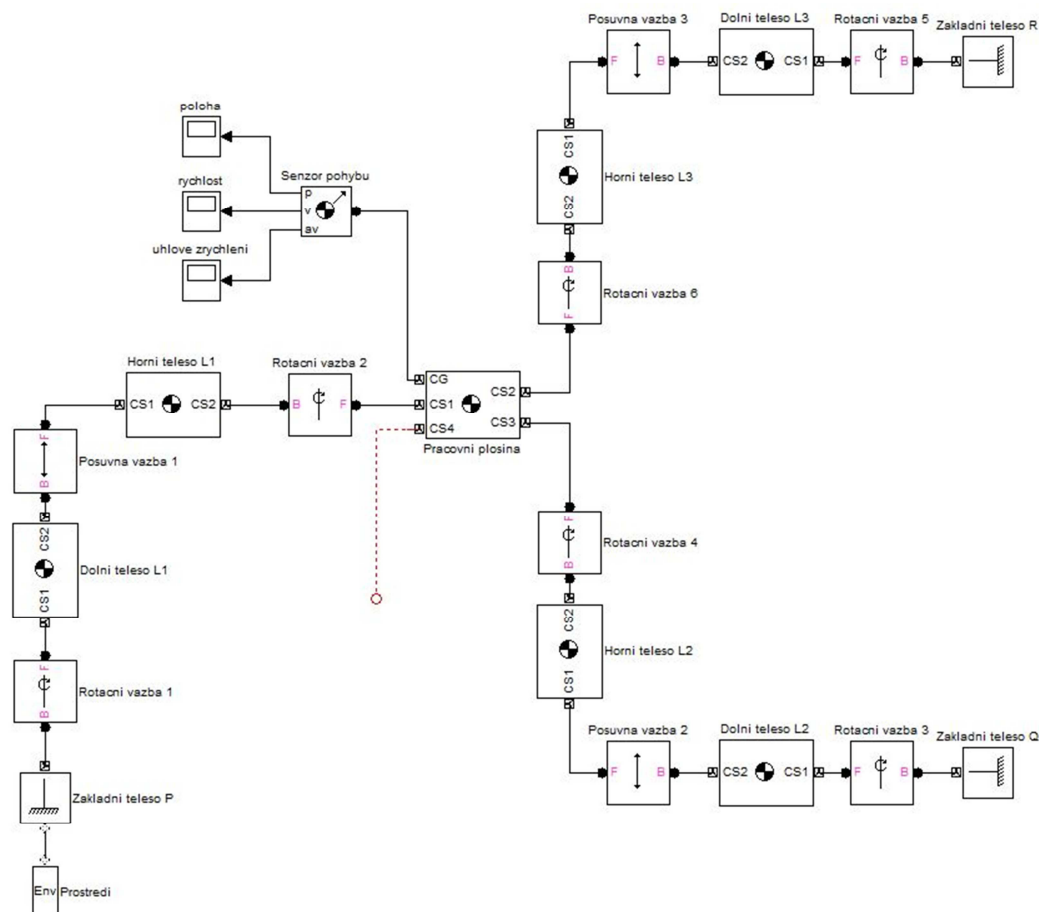 Posuvna vazba 3
Dolni teleso L3
Rotacni vazba 5
Zakladni teleso R
F
B
CS2
CS1
F
B
poloha
CS1
CS2
Horni teleso L3
rychlost
Senzor pohybu
p
v
av
uhlove zrychleni
B
F
Rotacni vazba 6
Horni teleso L1
CS1
CS2
Rotacni vazba 2
B
F
CG
CS1
CS4
CS2
CS3
Pracovni plosina
F
B
Posuvna vazba 1
CS2
CS1
Dolni teleso L1
F
B
Rotacni vazba 4
CS2
CS1
Horni teleso L2
F
B
Rotacni vazba 1
Posuvna vazba 2
Dolni teleso L2
Rotacni vazba 3
Zakladni teleso Q
F
B
CS2
CS1
F
B
Zakladni teleso P
Env
Prostredi